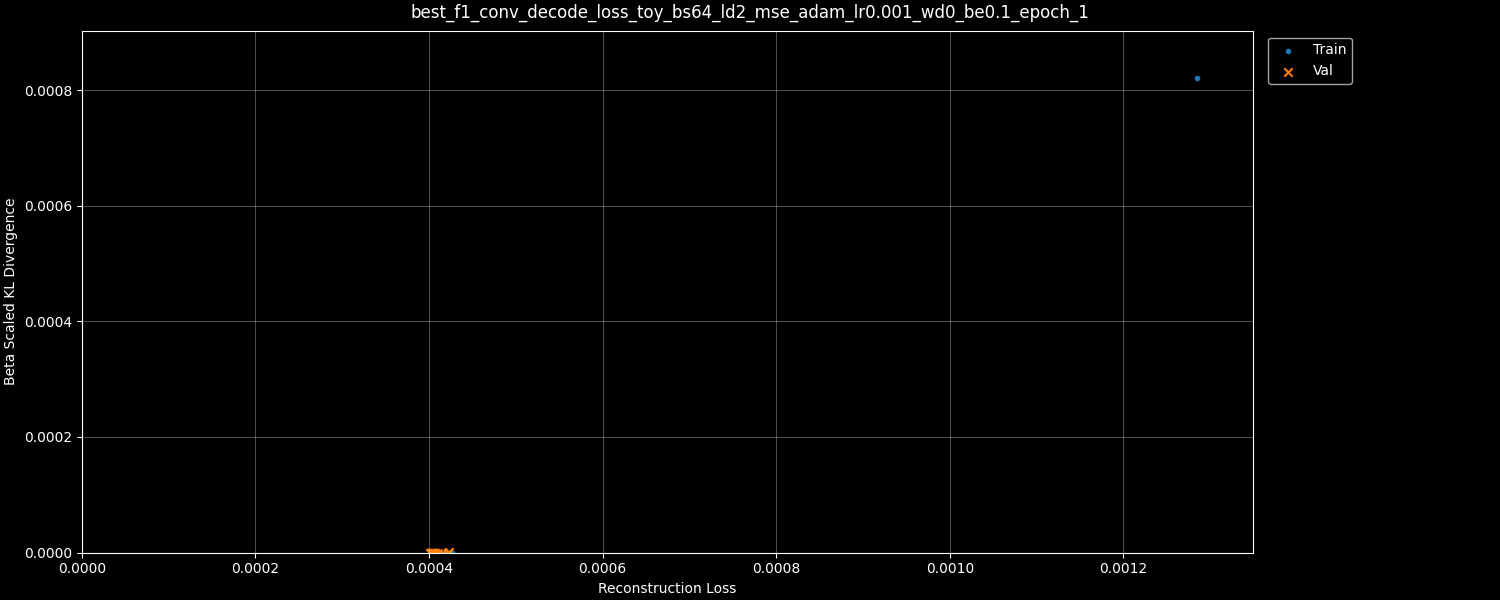 best_f1_conv_decode_loss_toy_bs64_ld2_mse_adam_lr0.001_wd0_be0.1_epoch_1
Train
Val
Beta Scaled KL Divergence
0.0008
0.0006
0.0004
0.0002
0.0000
0.0000 0.0002 0.0004 0.0006 0.0008 0.0010 0.0012
Reconstruction Loss